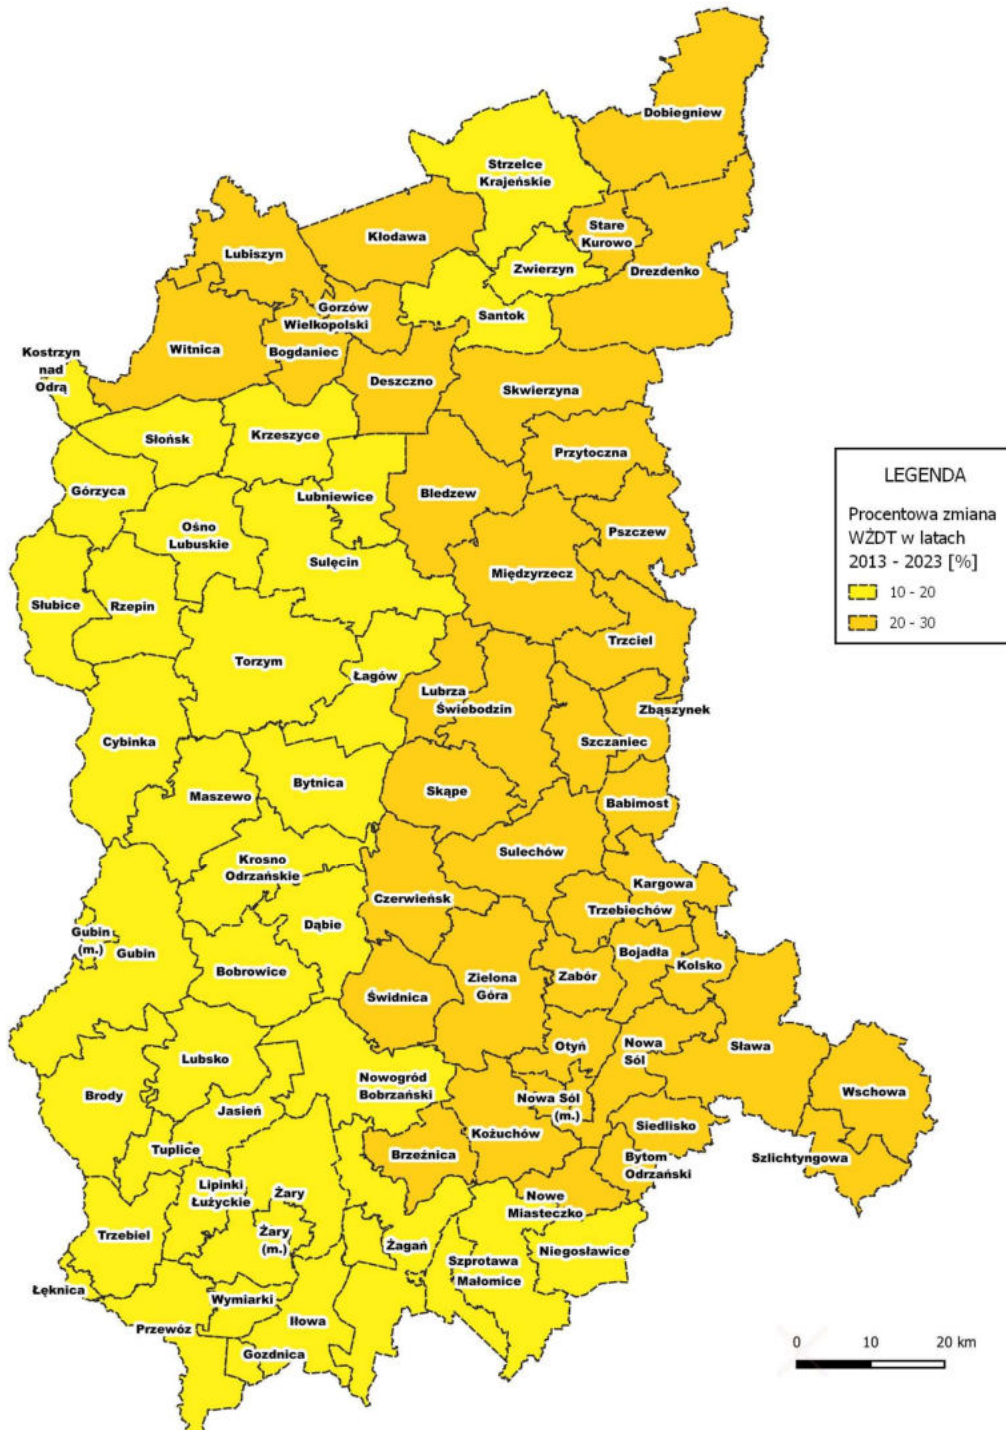 Dobiegniew
Strzelce
Krajeńskie
Stare
Kurowo
Kłodawa
Lubiszyn
Zwierzyn
Drezdenko
Gorzów
Wielkopolski
Santok
Witnica
Bogdaniec
Kostrzyn
nad
Odrą
Deszczno
Skwierzyna
Słońsk
Krzeszyce
Przytoczna
Górzyca
Lubniewice
Bledzew
Ośno
Lubuskie
Pszczew
Sulęcin
Międzyrzecz
Słubice
Rzepin
Trzciel
Torzym
Łagów
Lubrza
Świebodzin
Zbąszynek
Szczaniec
Cybinka
Maszewo
Bytnica
Skąpe
Babimost
Sulechów
Krosno
Odrzańskie
Kargowa
Czerwieńsk
Trzebiechów
Dąbie
Gubin
(m.)
Gubin
Bojadła
Kolsko
Bobrowice
Zielona
Góra
Zabór
Świdnica
Otyń
Nowa
Sól
Sława
Lubsko
Brody
Nowogród
Bobrzański
Wschowa
Nowa Sól
(m.)
Jasień
Siedlisko
Kożuchów
Tuplice
Brzeźnica
Bytom
Odrzański
Szlichtyngowa
Lipinki
Łużyckie
Żary
Nowe
Miasteczko
Trzebiel
Żary
(m.)
Żagań
Szprotawa
Niegosławice
Małomice
Łęknica
Wymiarki
Przewóz
Iłowa
Gozdnica
LEGENDA
Procentowa zmiana
WŻDT w latach
2013 - 2023 [%]
10 - 20
20 - 30
0 10 20 km